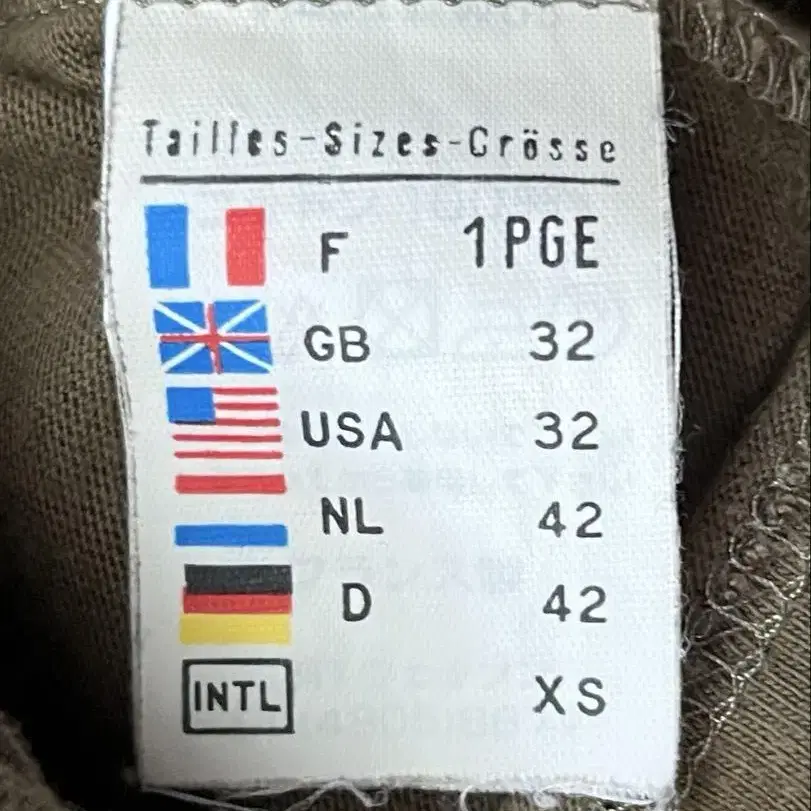 Tailles-Sizes-Grösse
F 1PGE
GB 32
USA 32
NL 42
D 42
INTL XS